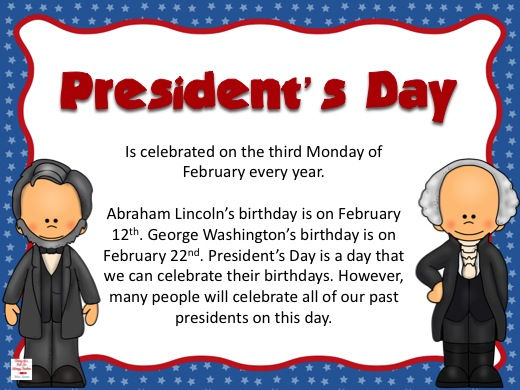 President's Day
Is celebrated on the third Monday of
February every year.
Abraham Lincoln's birthday is on February
12th. George Washington's birthday is on
February 22nd. President's Day is a day that
we can celebrate their birthdays. However,
many people will celebrate all of our past
presidents on this day.